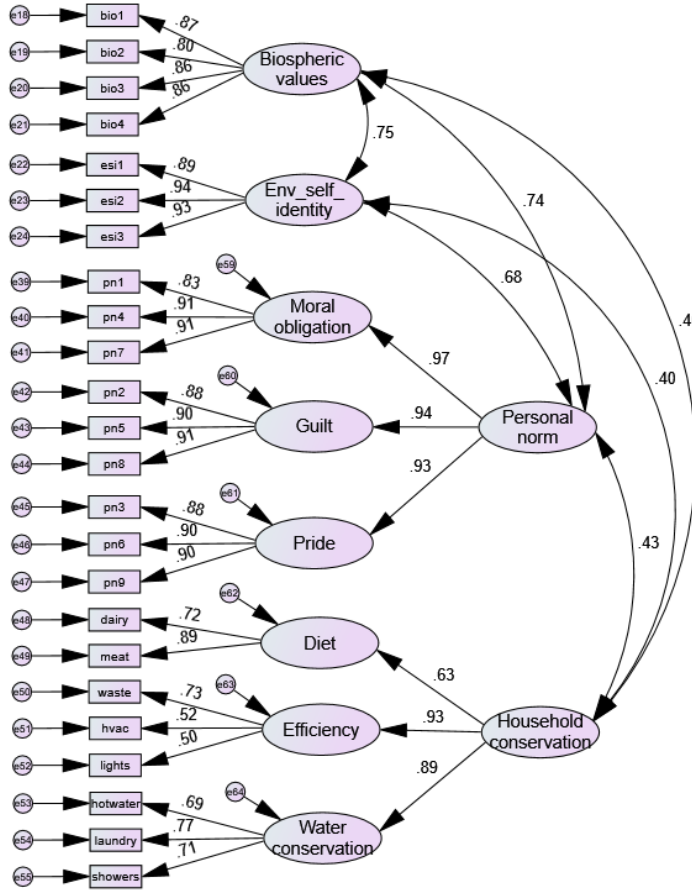 e18 bio1 .87
e19 bio2 .80
Biospheric
values
e20 bio3 .86
e21 bio4 .86
.75
e22 esi1 .89
e23 esi2 .94
Env_self_
identity
.74
e24 esi3 .93
e59
.68
e39 pn1 .83
e40 pn4 .91
Moral
obligation
.4
e41 pn7 .91
.97
.40
e60
e42 pn2 .88
e43 pn5 .90
Guilt
.94
Personal
norm
e44 pn8 .91
.93
e61
e45 pn3 .88
e46 pn6 .90
Pride
.43
e47 pn9 .90
e62
e48 dairy .72
Diet
e49 meat .89
.63
e63
e50 waste .73
e51 hvac .52
Efficiency
.93
Household
conservation
e52 lights .50
.89
e64
e53 hotwater .69
e54 laundry .77
Water
conservation
e55 showers .71